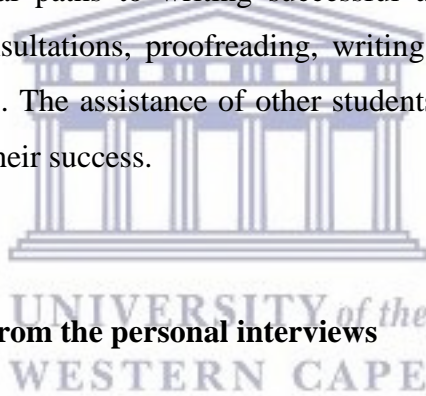 paths to writing successful
sultations, proofreading, writing
. The assistance of other students
heir success.
UNIVERSITY of the
rom the personal interviews
WESTERN CAPE